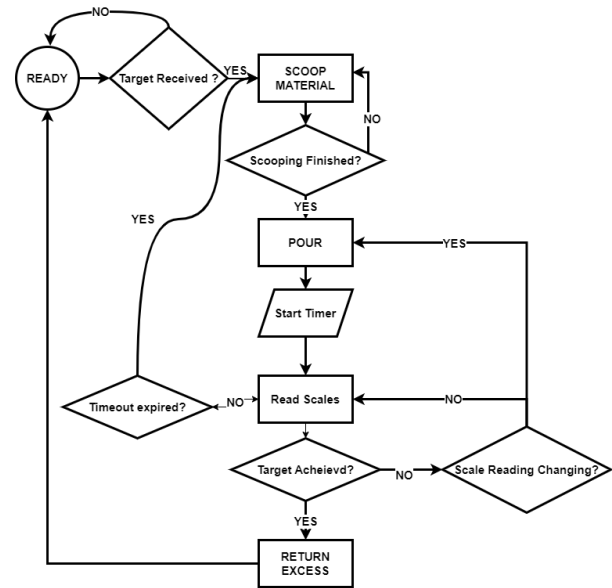 NO
READY
Target Received ?
YES
SCOOP
MATERIAL
NO
Scooping Finished?
YES
YES
POUR
YES
Start Timer
Timeout expired?
NO
Read Scales
NO
Target Acheievd?
NO
Scale Reading Changing?
YES
RETURN
EXCESS